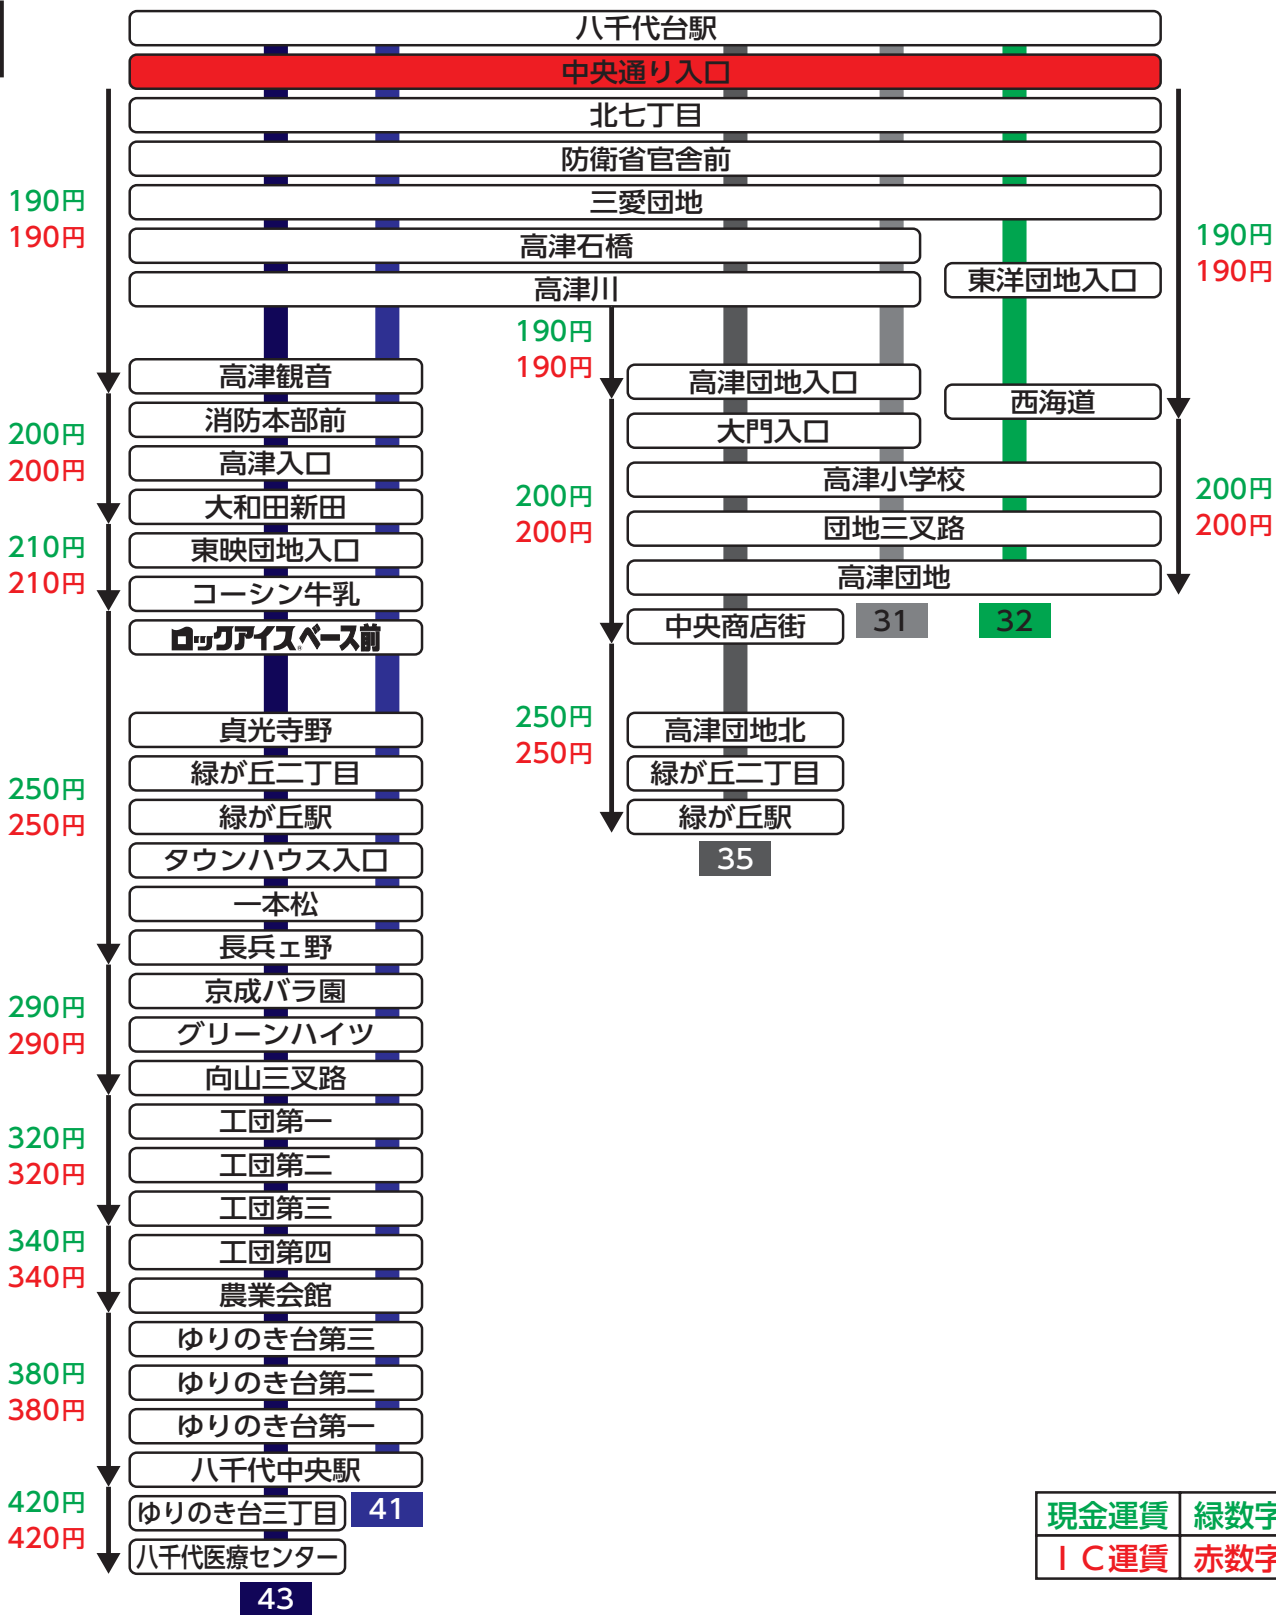 八千代台駅
中央通り入口
北七丁目
防衛省官舎前
三愛団地
高津石橋
高津川
190円
190円
高津観音
消防本部前
高津入口
大和田新田
200円
200円
東映団地入口
コーシン牛乳
210円
210円
ロックアイスベース前
貞光寺野
緑が丘二丁目
緑が丘駅
タウンハウス入口
一本松
長兵ェ野
250円
250円
京成バラ園
グリーンハイツ
向山三叉路
290円
290円
工団第一
工団第二
工団第三
320円
320円
工団第四
農業会館
340円
340円
ゆりのき台第三
ゆりのき台第二
ゆりのき台第一
八千代中央駅
380円
380円
41
ゆりのき台三丁目
八千代医療センター
420円
420円
43
190円
190円
高津団地入口
大門入口
高津小学校
団地三叉路
高津団地
中央商店街
200円
200円
31
32
高津団地北
緑が丘二丁目
緑が丘駅
250円
250円
35
東洋団地入口
西海道
190円
190円
200円
200円
現金運賃 緑数字
IC運賃 赤数字